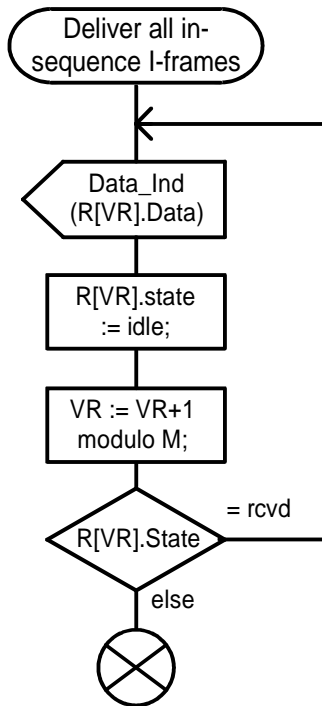 Deliver all in-
sequence I-frames
Data_Ind
(R[VR].Data)
R[VR].state
:= idle;
VR := VR+1
modulo M;
= rcvd
R[VR].State
else